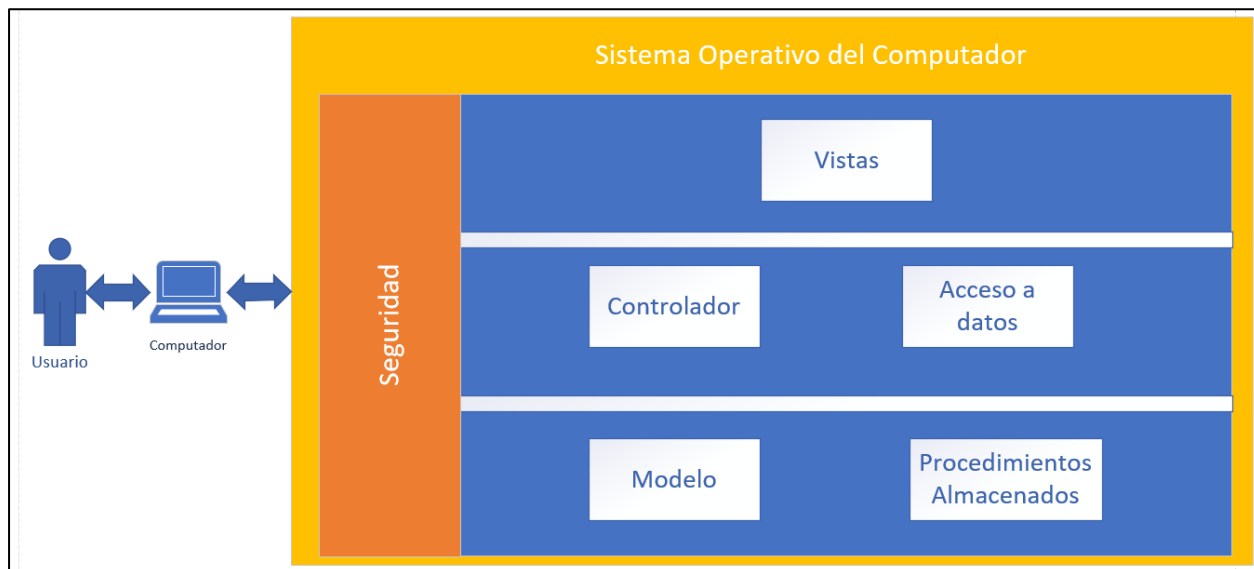 Sistema Operativo del Computador
Vistas
Seguridad
Controlador
Acceso a
datos
Usuario
Computador
Modelo
Procedimientos
Almacenados